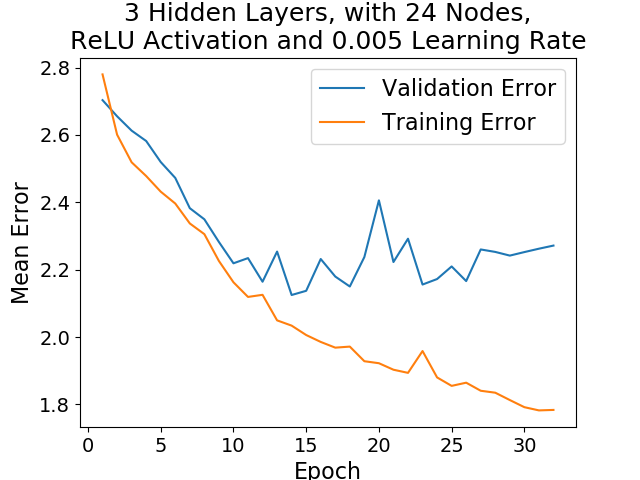 3 Hidden Layers, with 24 Nodes,
ReLU Activation and 0.005 Learning Rate
Validation Error
Training Error
Mean Error
2.8
2.6
2.4
2.2
2.0
1.8
0 5 10 15 20 25 30
Epoch